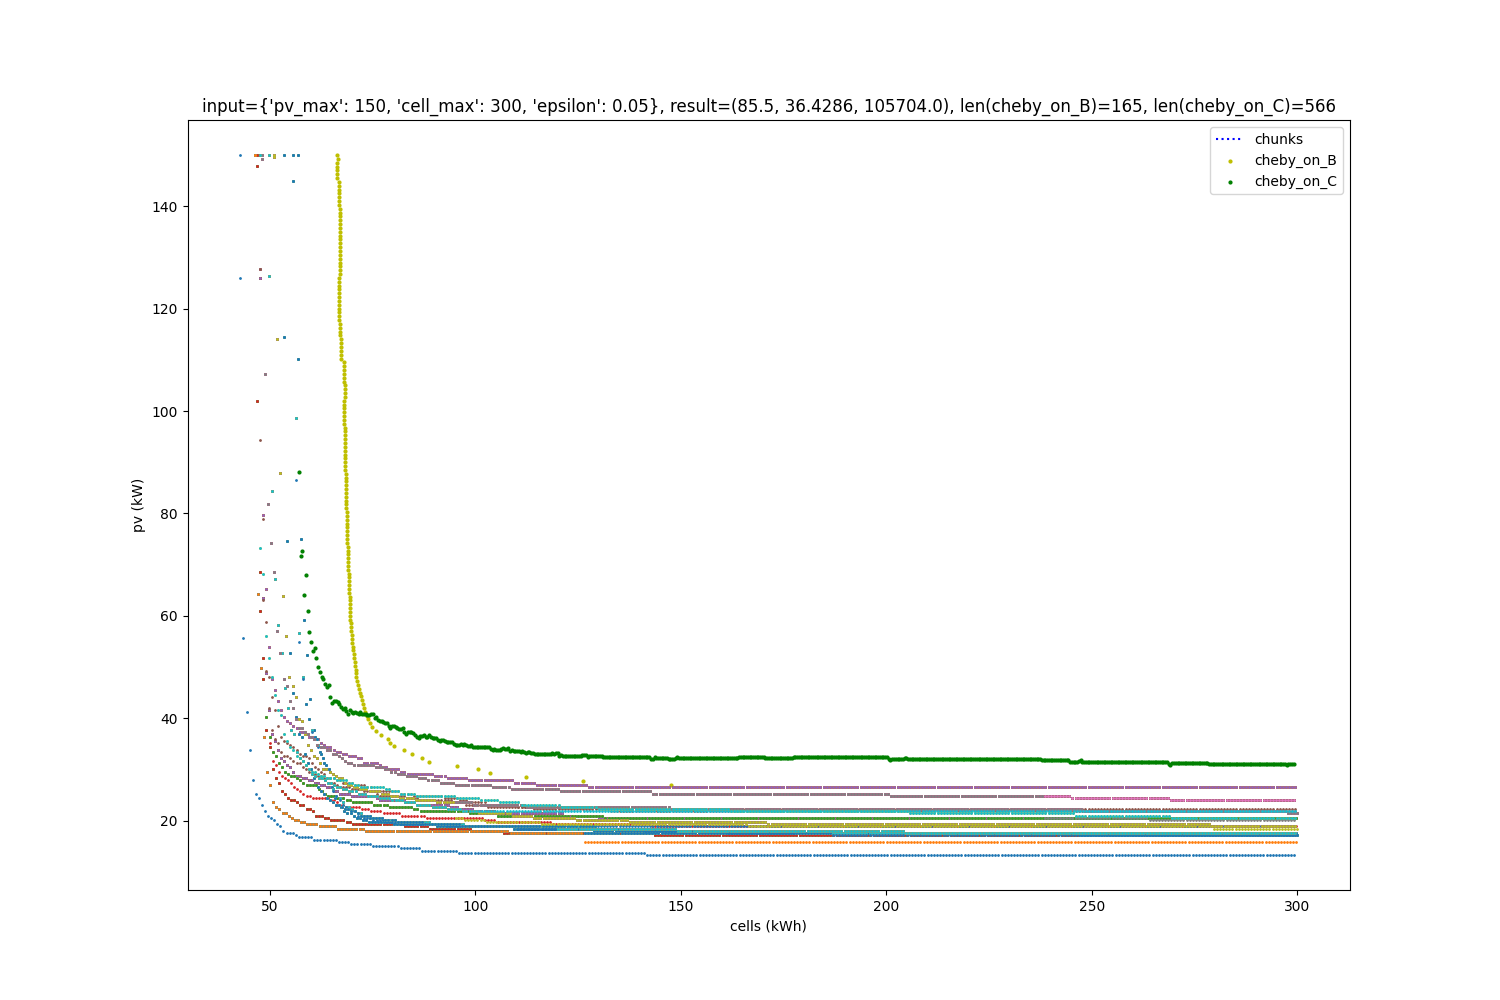 input={'pv_max': 150, 'cell_max': 300, 'epsilon': 0.05}, result=(85.5, 36.4286, 105704.0), len(cheby_on_B)=165, len(cheby_on_C)=566
chunks
cheby_on_B
cheby_on_C
140
120
100
80
60
40
20
pv (kW)
50 100 150 200 250 300
cells (kWh)